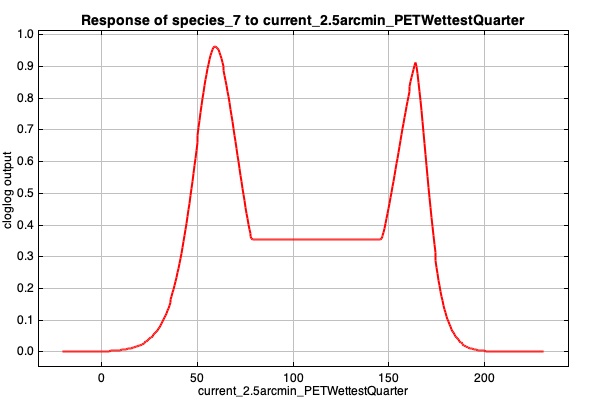 Response of species_7 to current_2.5arcmin_PETWettestQuarter
1.0
0.9
0.8
0.7
0.6
0.5
0.4
0.3
0.2
0.1
0.0
cloglog output
0 50 100 150 200
current_2.5arcmin_PETWettestQuarter